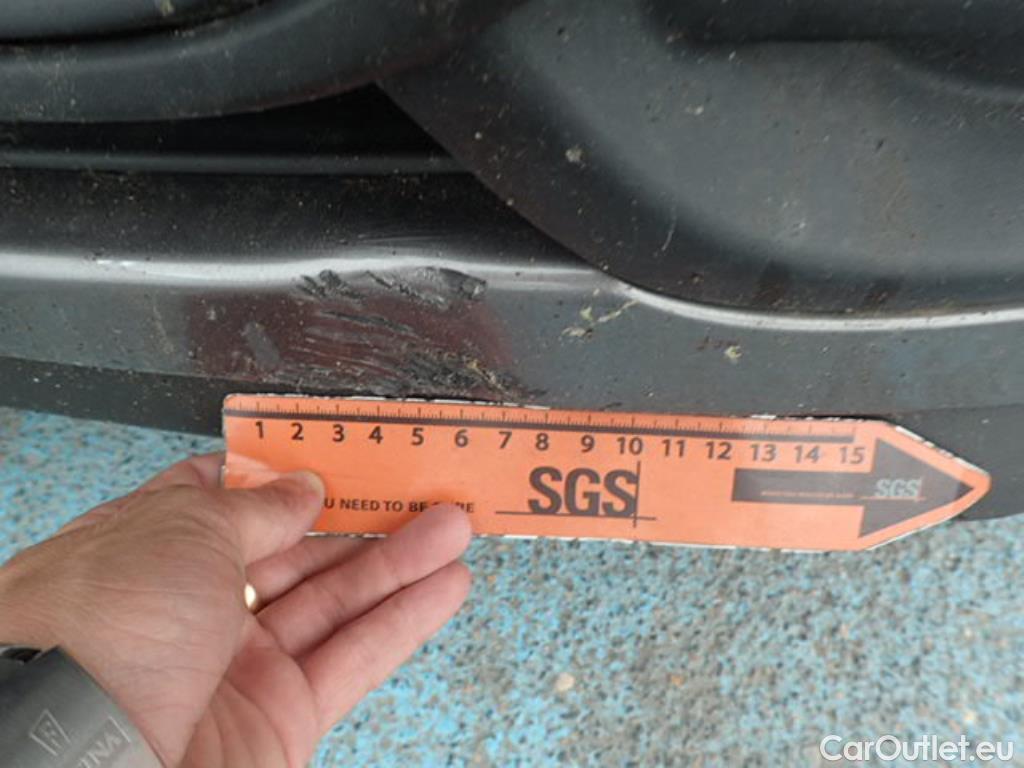 1 2 3 4 5 6 7 8 9 10 11 12 13 14 15
U NEED TO BE
SGS
SGS
CarOutlet.eu